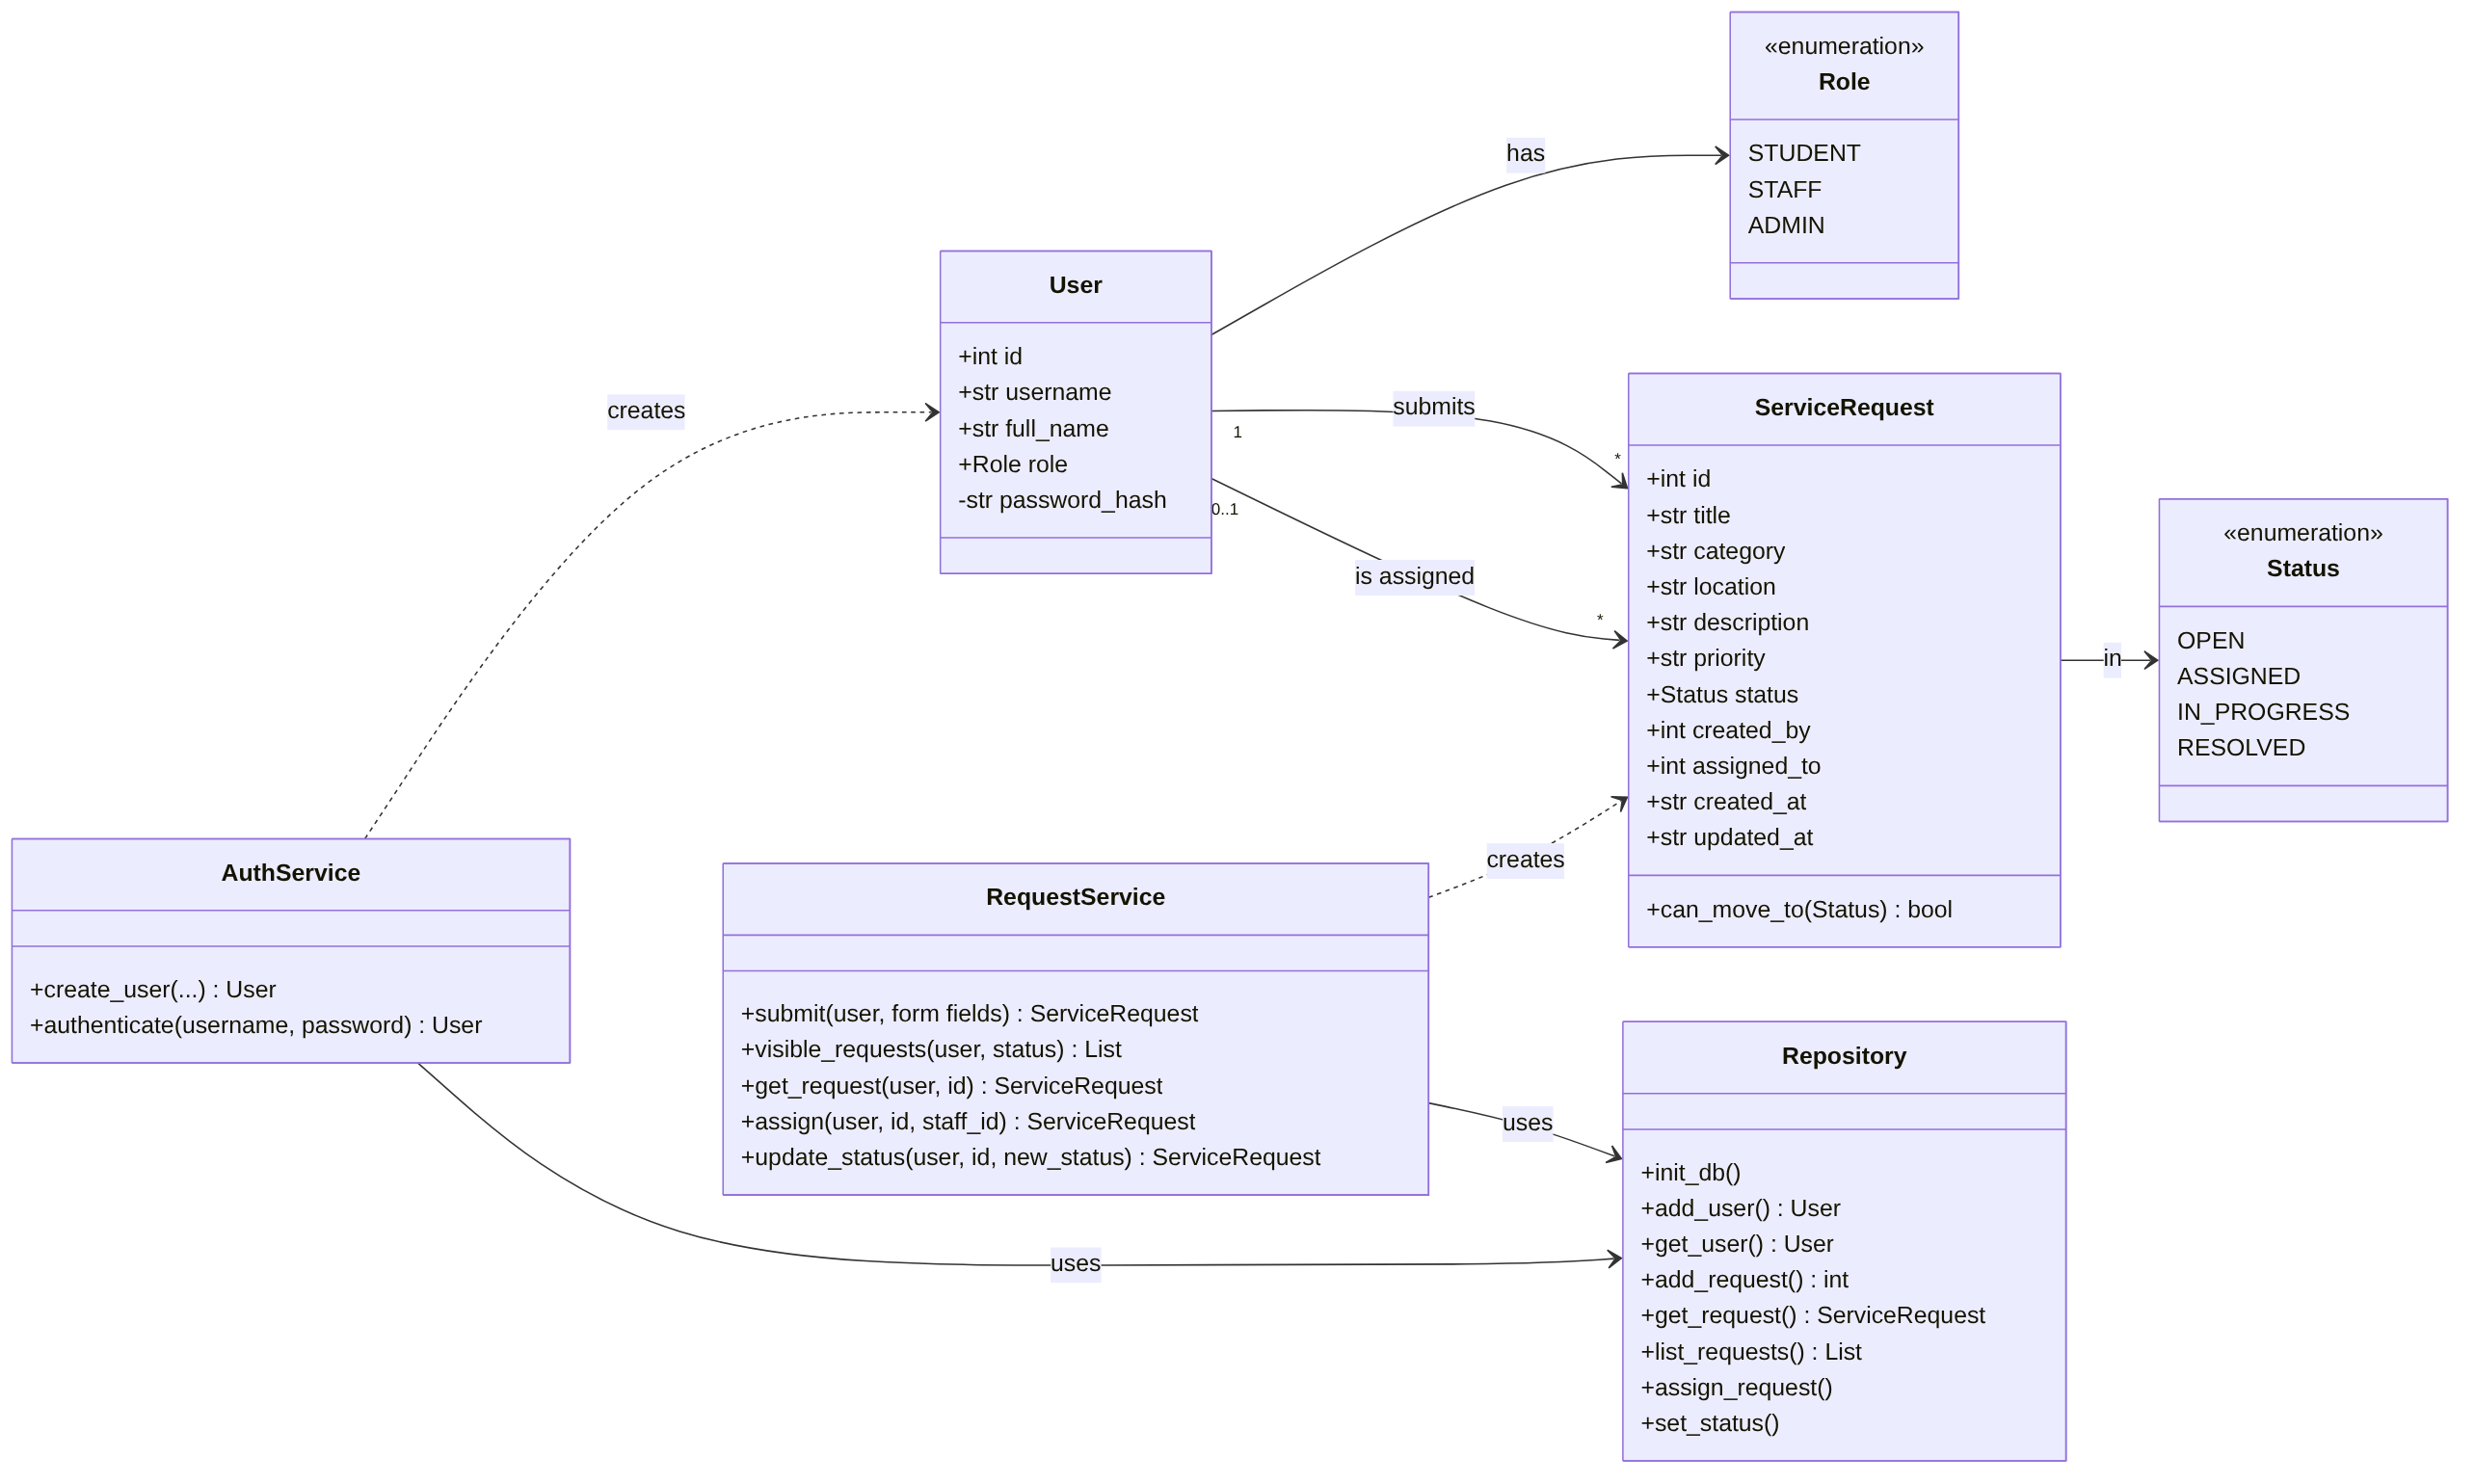 «enumeration»
Role
STUDENT
STAFF
ADMIN
has
User
+int id
+str username
+str full_name
+Role role
-str password_hash
creates
submits
1
*
is assigned
0..1
*
ServiceRequest
+int id
+str title
+str category
+str location
+str description
+str priority
+Status status
+int created_by
+int assigned_to
+str created_at
+str updated_at
+can_move_to(Status) : bool
in
«enumeration»
Status
OPEN
ASSIGNED
IN_PROGRESS
RESOLVED
AuthService
+create_user(...) : User
+authenticate(username, password) : User
RequestService
+submit(user, form fields) : ServiceRequest
+visible_requests(user, status) : List
+get_request(user, id) : ServiceRequest
+assign(user, id, staff_id) : ServiceRequest
+update_status(user, id, new_status) : ServiceRequest
creates
uses
uses
Repository
+init_db()
+add_user() : User
+get_user() : User
+add_request() : int
+get_request() : ServiceRequest
+list_requests() : List
+assign_request()
+set_status()